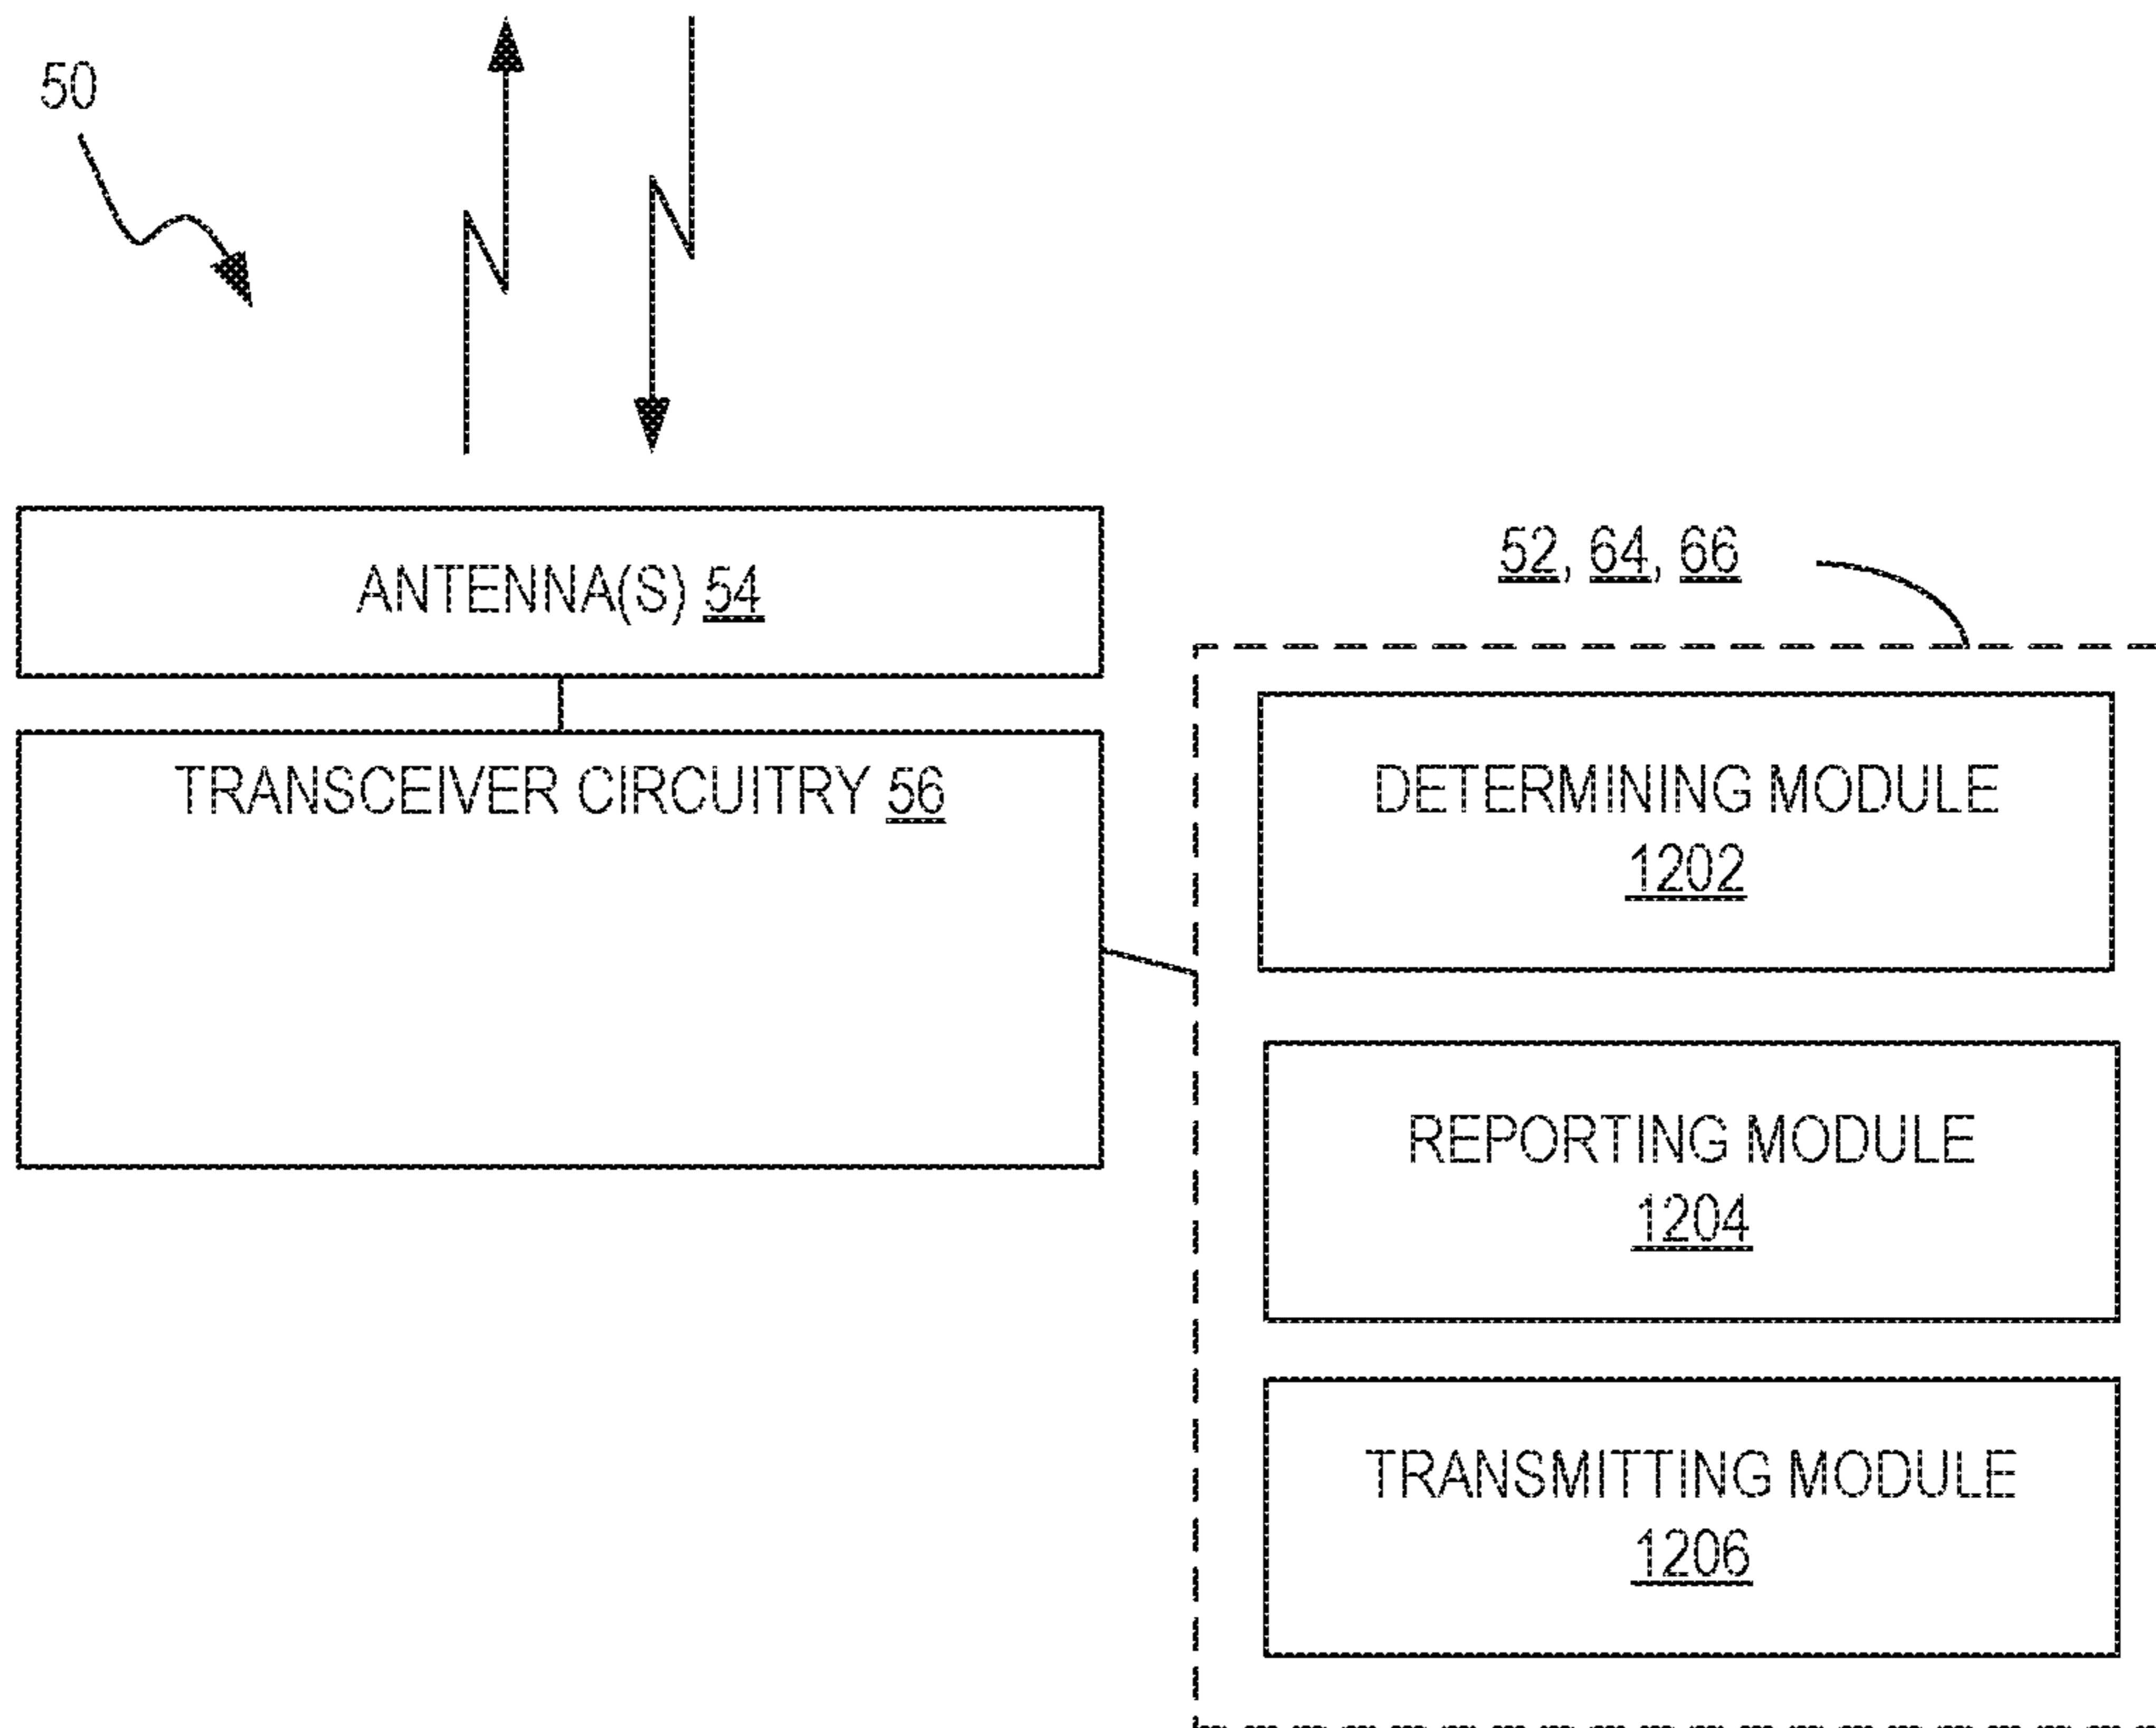 50
ANTENNA(S) 54
52, 64, 66
TRANSCEIVER CIRCUITRY 56
DETERMINING MODULE
1202
REPORTING MODULE
1204
TRANSMITTING MODULE
1206